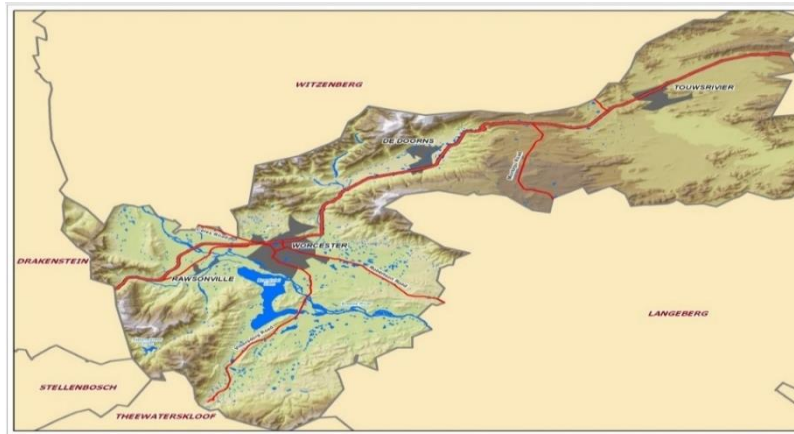 WITZENBERG
TOUWSRIVIER
DE DOORNS
WORCESTER
DRAKENSTEIN
RAWSONVILLE
LANGEBERG
STELLENBOSCH
THEEWATERSKLOOF